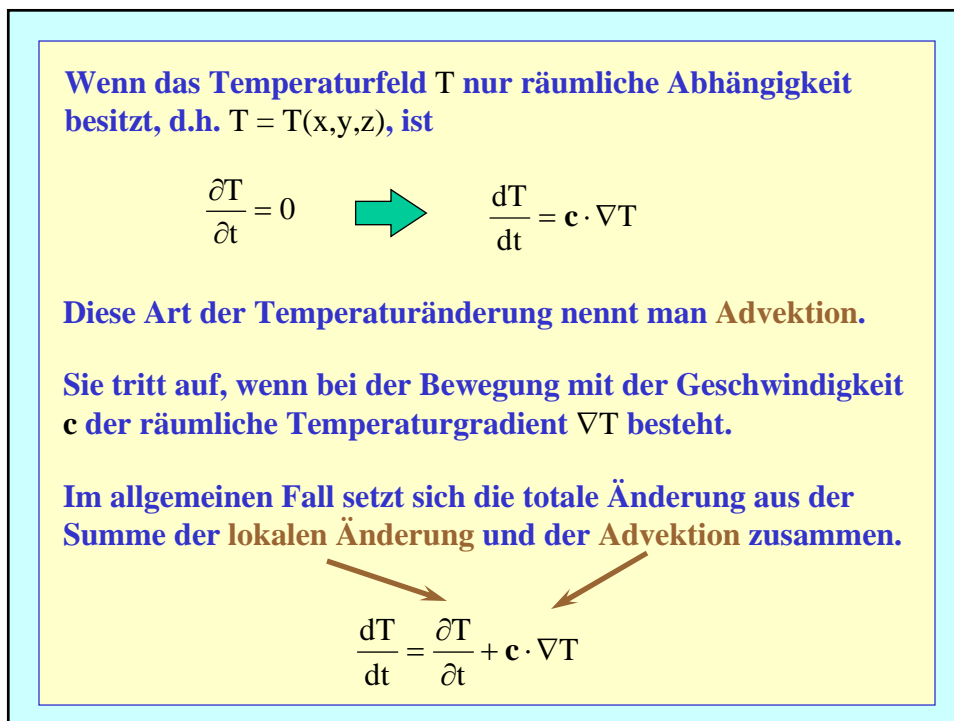 Wenn das Temperaturfeld T nur räumliche Abhängigkeit
besitzt, d.h. T = T(x,y,z), ist
∂T/∂t = 0 dT/dt = c · ∇T
Diese Art der Temperaturänderung nennt man Advektion.
Sie tritt auf, wenn bei der Bewegung mit der Geschwindigkeit
c der räumliche Temperaturgradient ∇T besteht.
Im allgemeinen Fall setzt sich die totale Änderung aus der
Summe der lokalen Änderung und der Advektion zusammen.
dT/dt = ∂T/∂t + c · ∇T